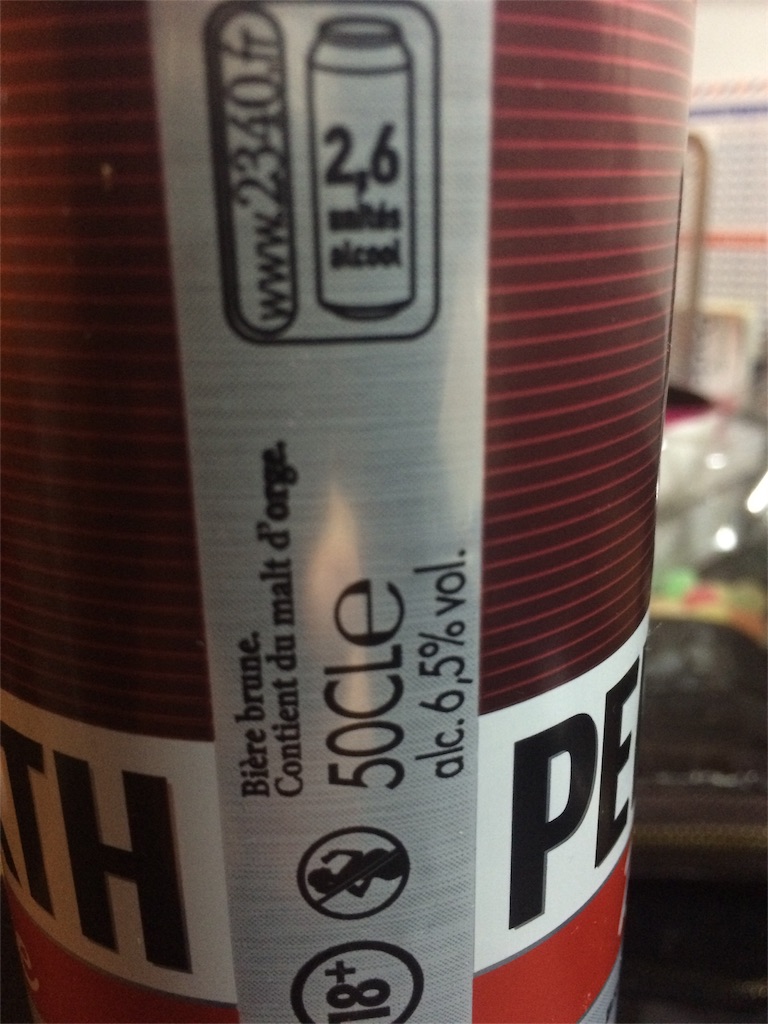 www.2340.fr
2,6
unités
alcool
Bière brune.
Contient du malt d'orge.
50CLe
alc. 6,5% vol.
18+
ATH
PE